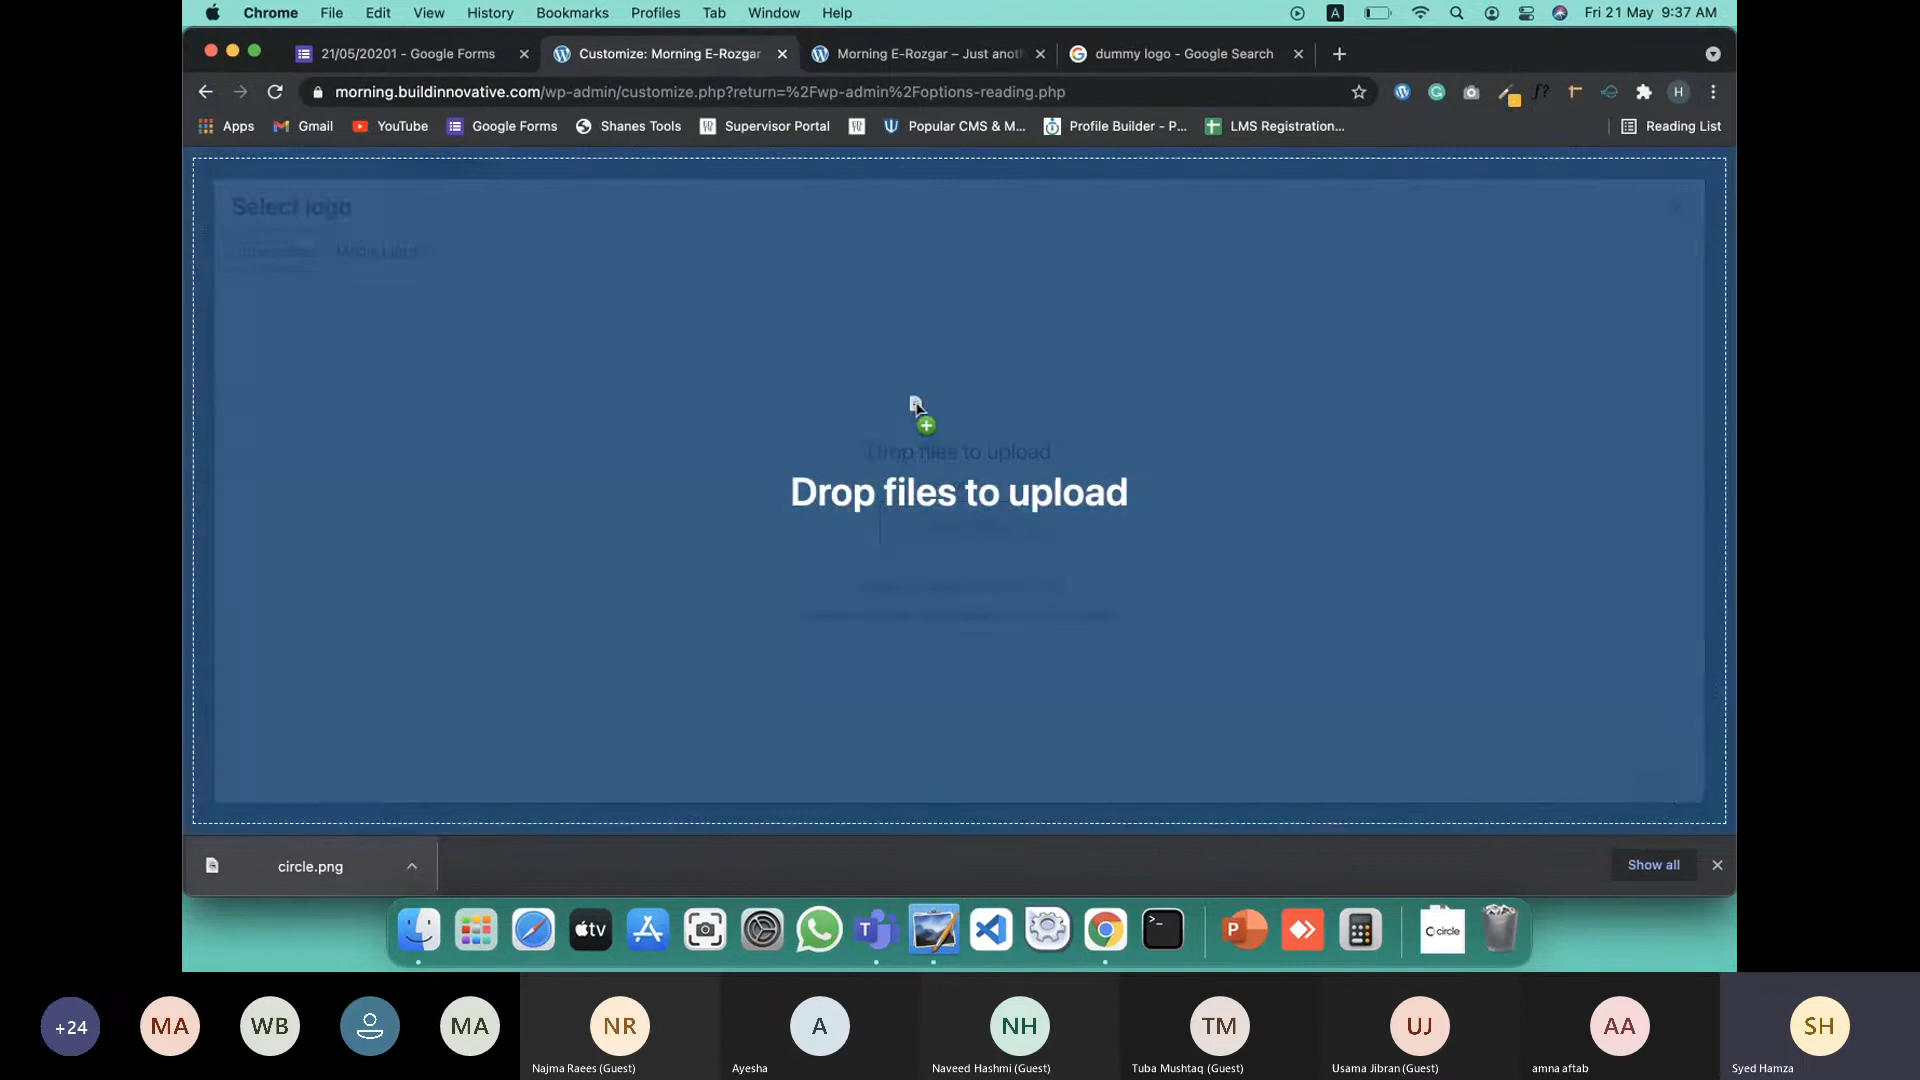 Chrome File Edit View History Bookmarks Profiles Tab Window Help A Fri 21 May 9:37 AM
21/05/20201 - Google Forms Customize: Morning E-Rozgar Morning E-Rozgar – Just anot dummy logo - Google Search
morning.buildinnovative.com/wp-admin/customize.php?return=%2Fwp-admin%2Foptions-reading.php f? H
Apps Gmail YouTube Google Forms Shanes Tools Supervisor Portal Popular CMS & M... Profile Builder - P... LMS Registration... Reading List
Select logo
Drop files to upload
Drop files to upload
circle.png Show all
tv T P circle
+24 MA WB MA NR A NH TM UJ AA SH
Najma Raees (Guest) Ayesha Naveed Hashmi (Guest) Tuba Mushtaq (Guest) Usama Jibran (Guest) amna aftab Syed Hamza